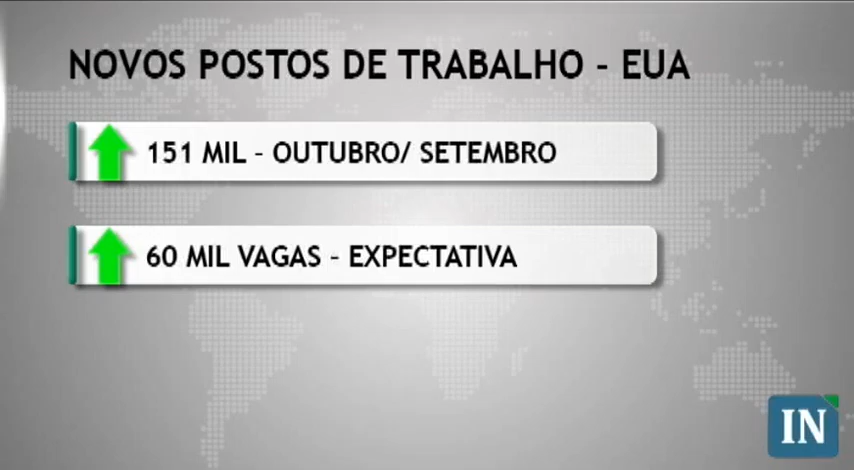 NOVOS POSTOS DE TRABALHO - EUA
151 MIL - OUTUBRO/ SETEMBRO
60 MIL VAGAS - EXPECTATIVA
IN